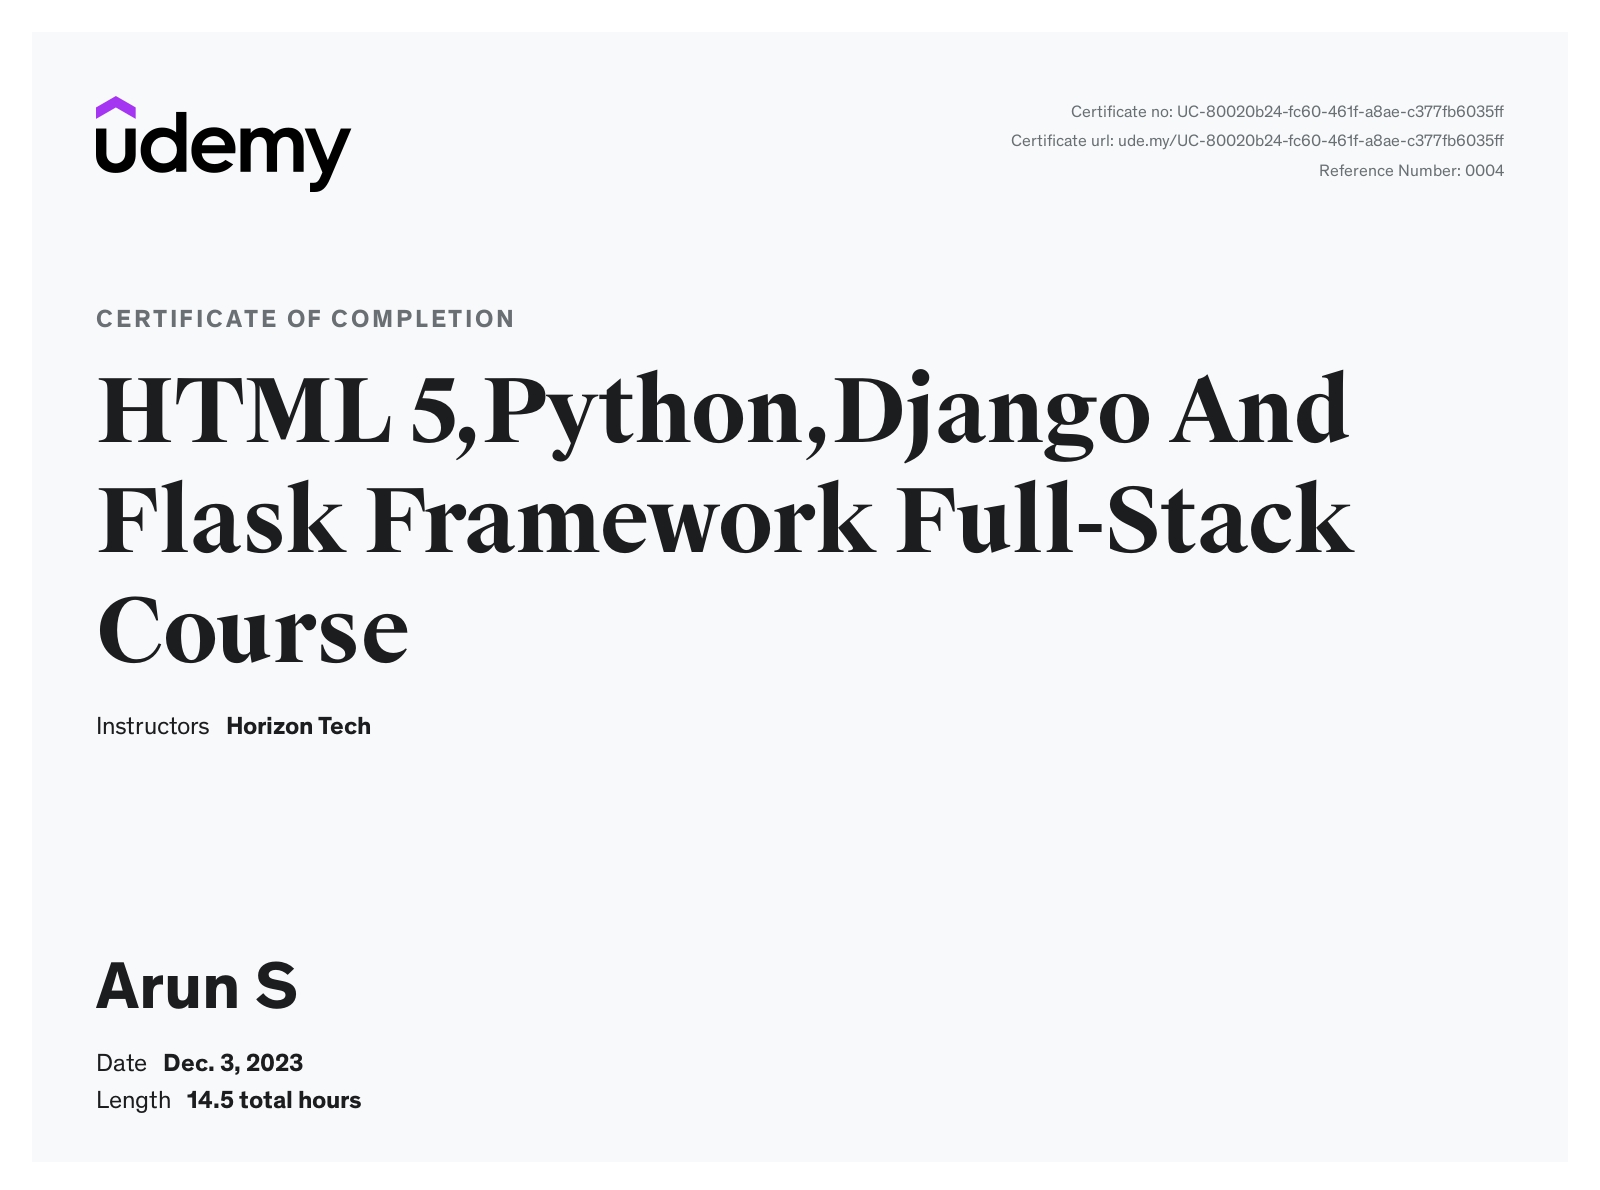 udemy
Certificate no: UC-80020b24-fc60-461f-a8ae-c377fb6035ff
Certificate url: ude.my/UC-80020b24-fc60-461f-a8ae-c377fb6035ff
Reference Number: 0004
CERTIFICATE OF COMPLETION
HTML 5,Python,Django And
Flask Framework Full-Stack
Course
Instructors Horizon Tech
Arun S
Date Dec. 3, 2023
Length 14.5 total hours